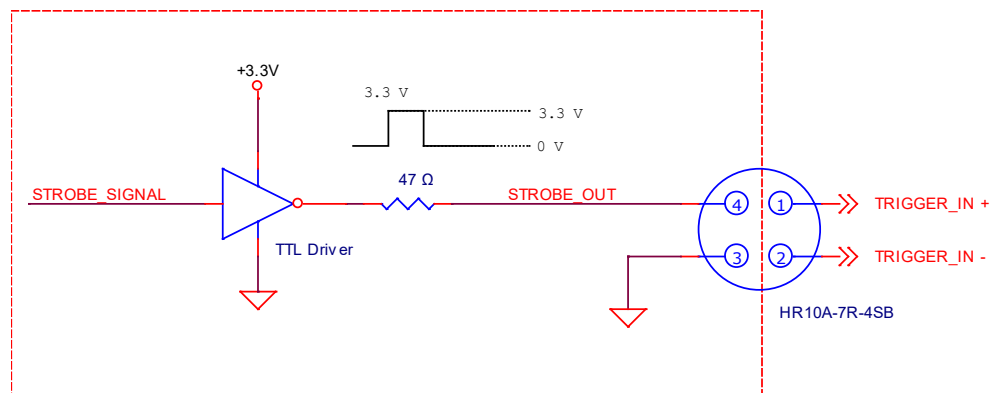 +3.3V
3.3 V
3.3 V
0 V
47 Ω
STROBE_SIGNAL
STROBE_OUT
TTL Driver
4
1
TRIGGER_IN +
3
2
TRIGGER_IN -
HR10A-7R-4SB